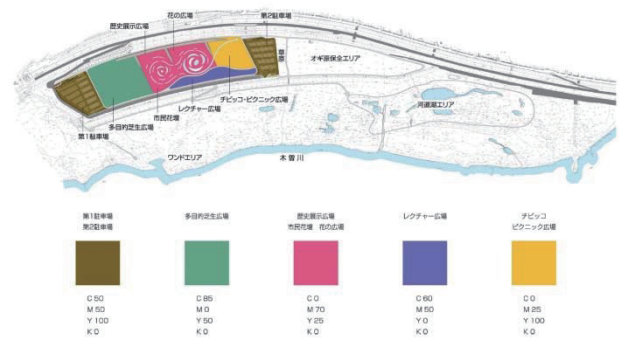 花の広場
第2駐車場
歴史展示広場
草原
オギ原保全エリア
河道湖エリア
チビッコ・ピクニック広場
レクチャー広場
市民花壇
多目的芝生広場
第1駐車場
ワンドエリア
木曽川
第1駐車場
第2駐車場
多目的芝生広場
歴史展示広場
市民花壇 花の広場
レクチャー広場
チビッコ
ピクニック広場
C 50
M 50
Y 100
K 0
C 85
M 0
Y 50
K 0
C 0
M 70
Y 25
K 0
C 60
M 50
Y 0
K 0
C 0
M 25
Y 100
K 0